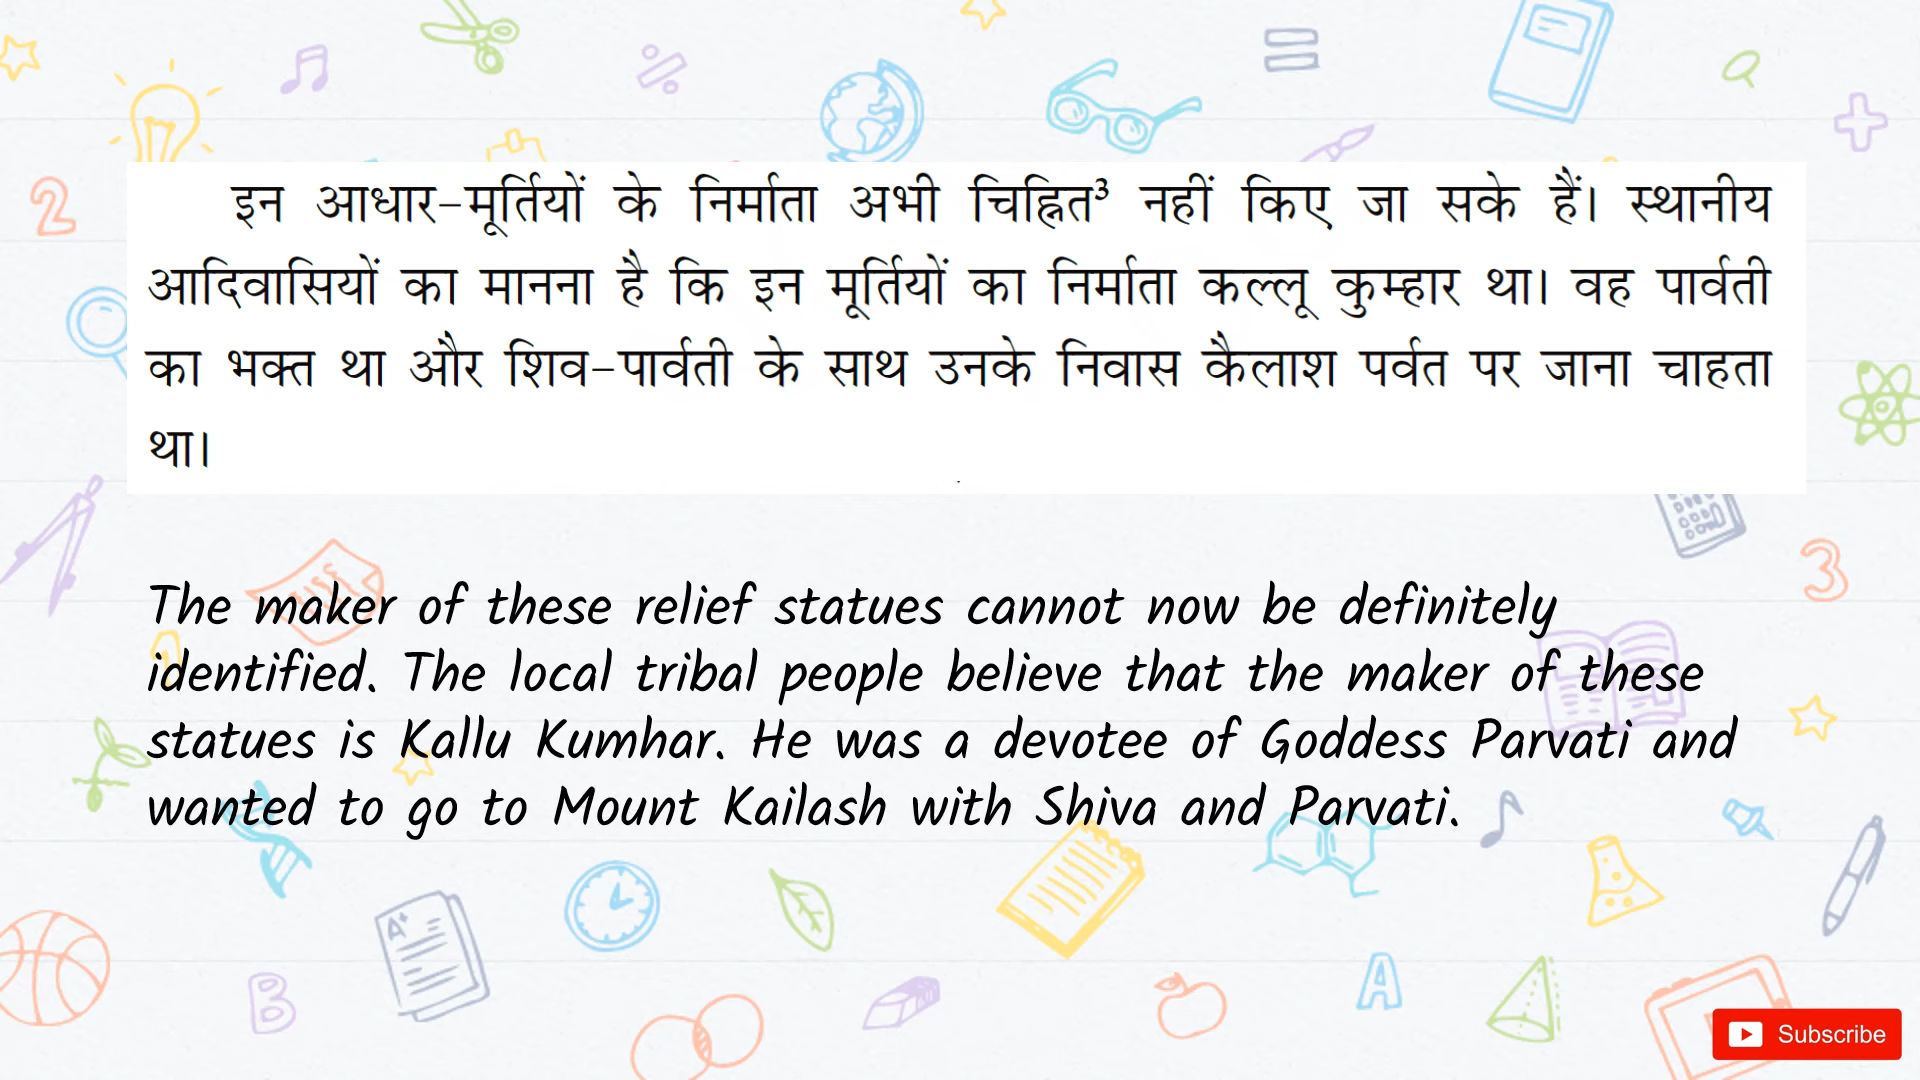 इन आधार-मूर्तियों के निर्माता अभी चिह्नित³ नहीं किए जा सके हैं। स्थानीय
आदिवासियों का मानना है कि इन मूर्तियों का निर्माता कल्लू कुम्हार था। वह पार्वती
का भक्त था और शिव-पार्वती के साथ उनके निवास कैलाश पर्वत पर जाना चाहता
था।
The maker of these relief statues cannot now be definitely
identified. The local tribal people believe that the maker of these
statues is Kallu Kumhar. He was a devotee of Goddess Parvati and
wanted to go to Mount Kailash with Shiva and Parvati.
2
3
A+
B
A
Subscribe